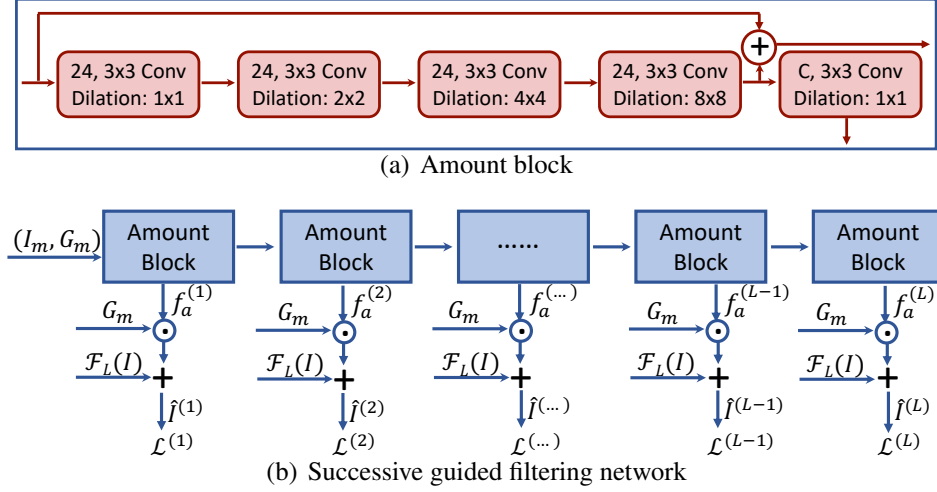 24, 3x3 Conv
Dilation: 1x1
24, 3x3 Conv
Dilation: 2x2
24, 3x3 Conv
Dilation: 4x4
24, 3x3 Conv
Dilation: 8x8
+
C, 3x3 Conv
Dilation: 1x1
(a) Amount block
(I_m, G_m)
Amount
Block
Amount
Block
......
Amount
Block
Amount
Block
f_a^{(1)}
f_a^{(2)}
f_a^{(...)}
f_a^{(L-1)}
f_a^{(L)}
G_m
G_m
G_m
G_m
G_m
ℱ_L(I)
+
ℱ_L(I)
+
ℱ_L(I)
+
ℱ_L(I)
+
ℱ_L(I)
+
Î^{(1)}
Î^{(2)}
Î^{(...)}
Î^{(L-1)}
Î^{(L)}
ℒ^{(1)}
ℒ^{(2)}
ℒ^{(...)}
ℒ^{(L-1)}
ℒ^{(L)}
(b) Successive guided filtering network